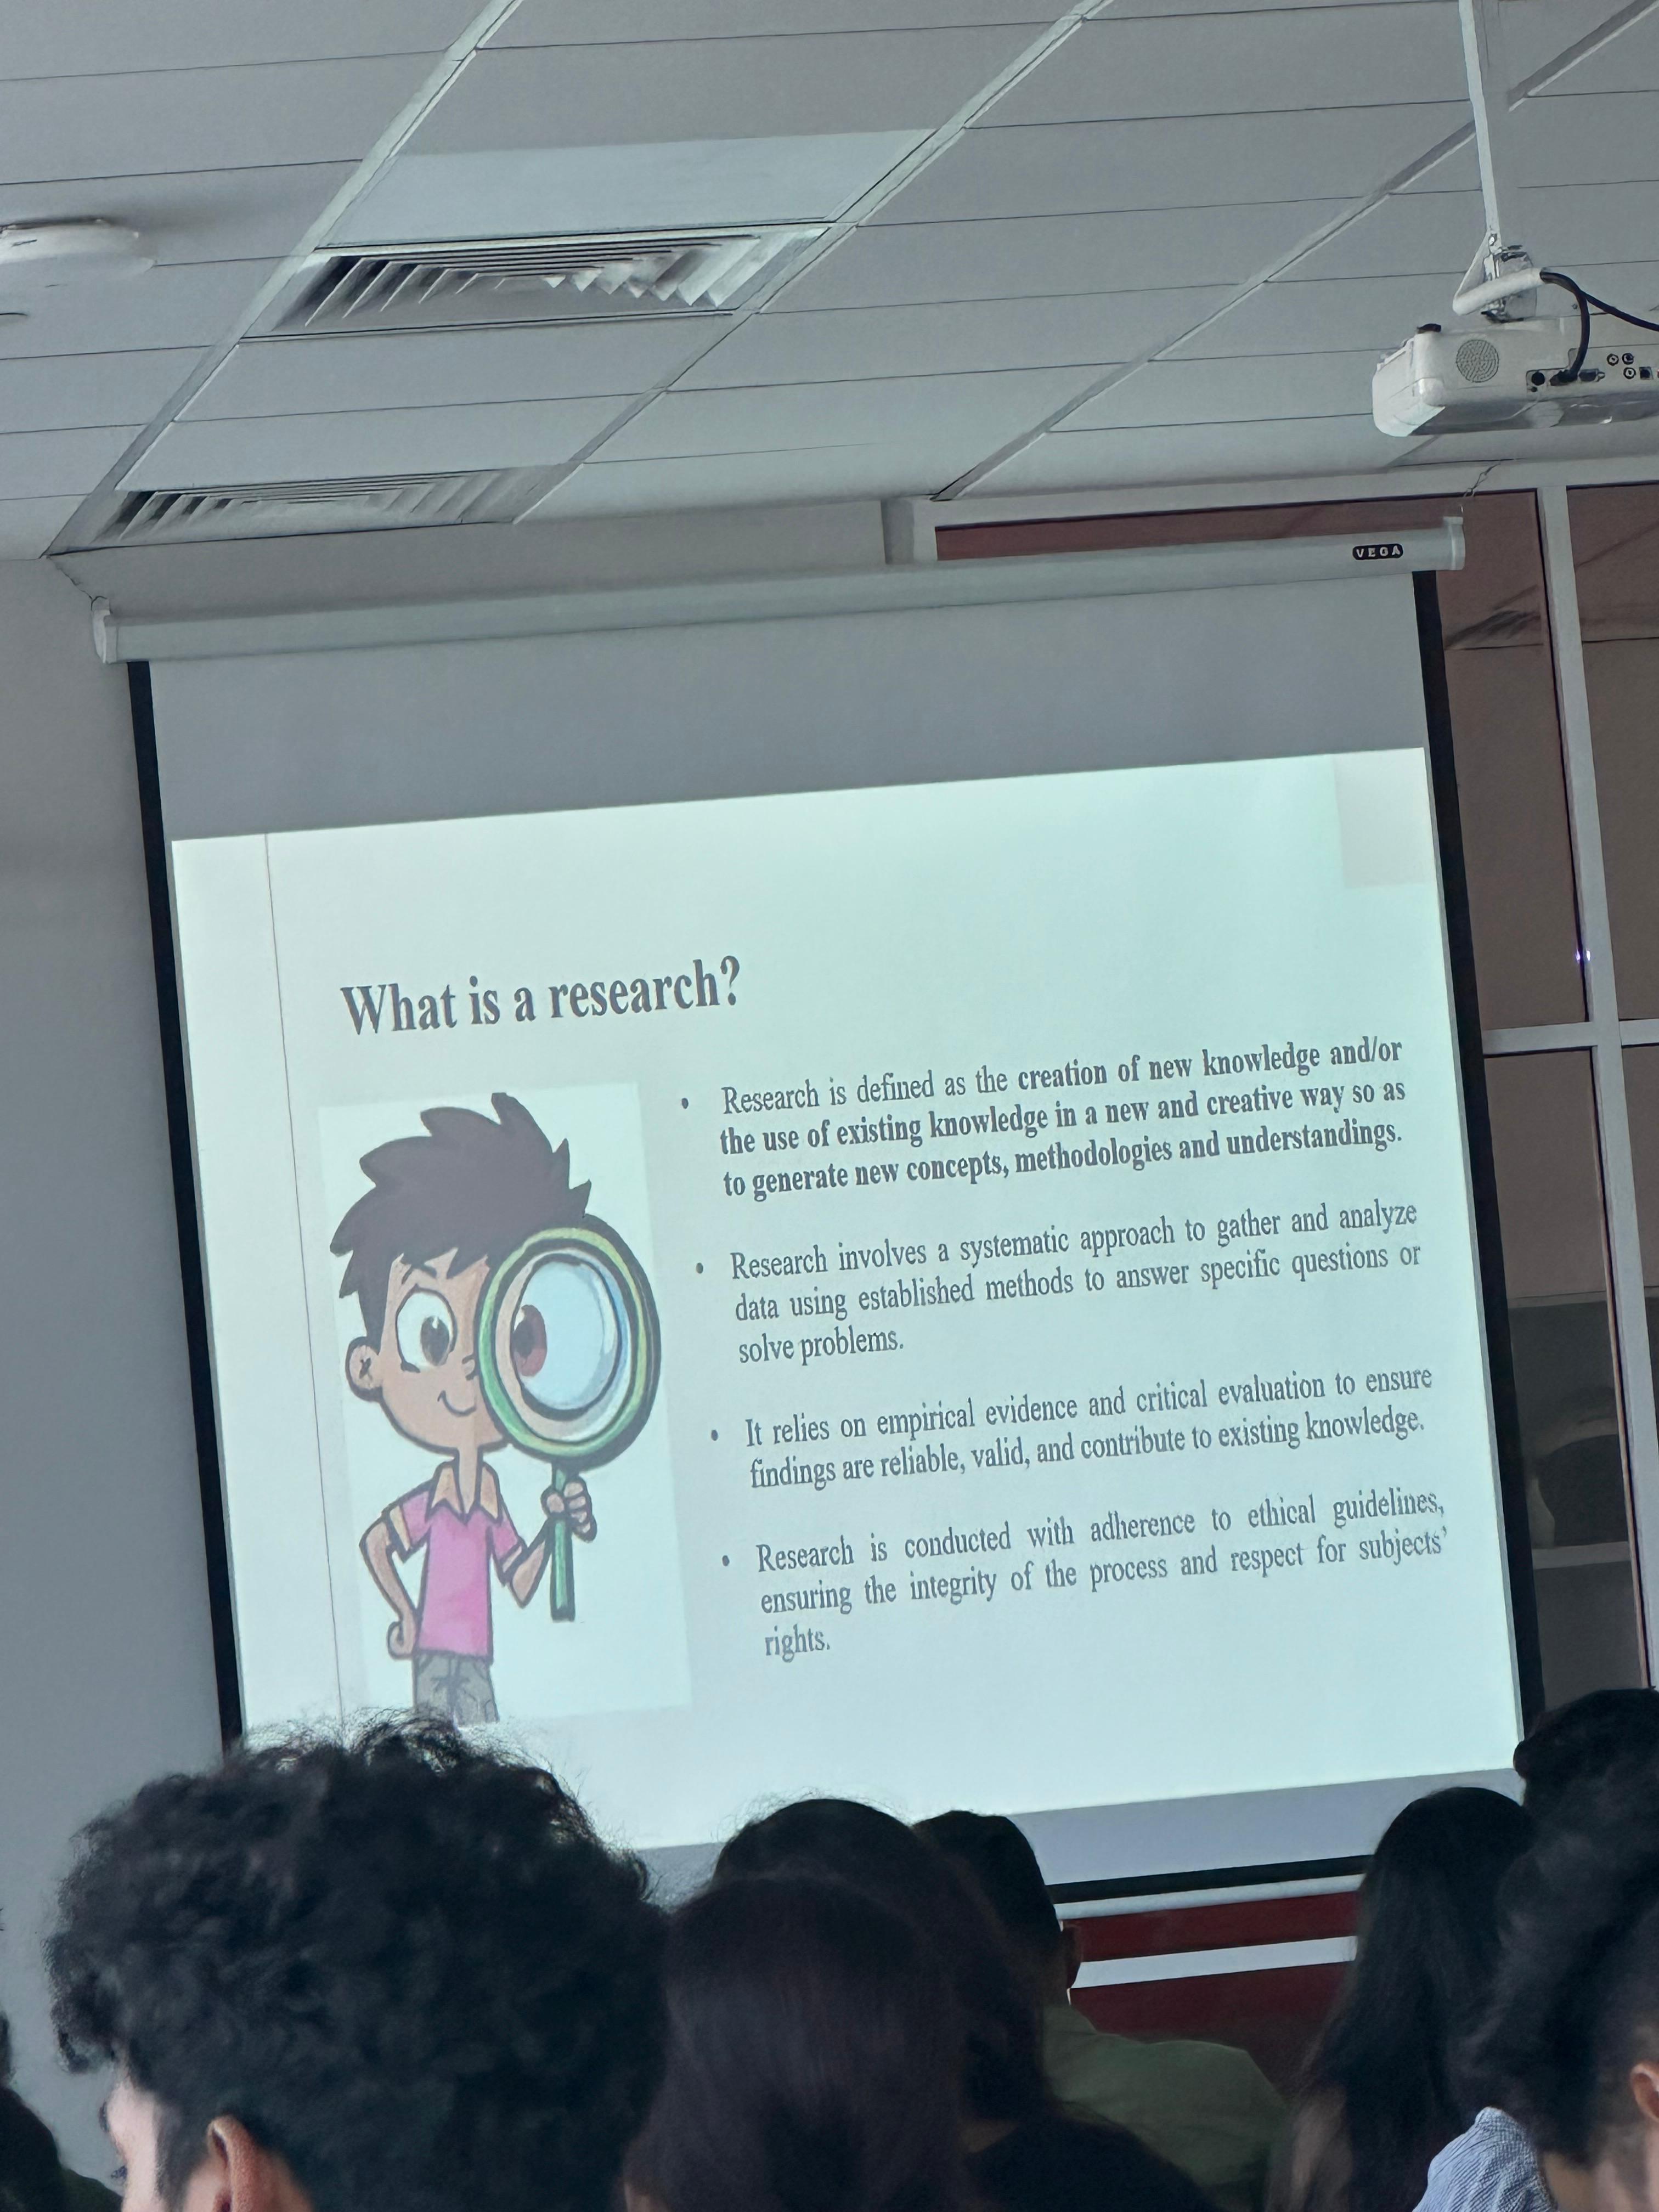 VEGA
What is a research?
• Research is defined as the creation of new knowledge and/or
the use of existing knowledge in a new and creative way so as
to generate new concepts, methodologies and understandings.
• Research involves a systematic approach to gather and analyze
data using established methods to answer specific questions or
solve problems.
• It relies on empirical evidence and critical evaluation to ensure
findings are reliable, valid, and contribute to existing knowledge.
• Research is conducted with adherence to ethical guidelines,
ensuring the integrity of the process and respect for subjects’
rights.